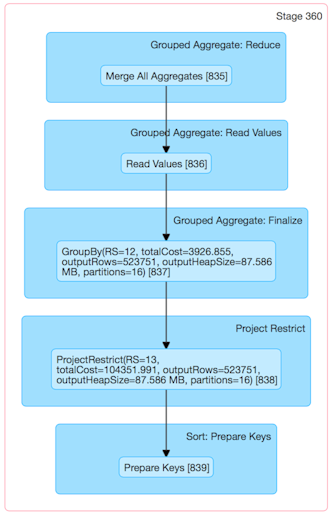 Stage 360
Grouped Aggregate: Reduce
Merge All Aggregates [835]
Grouped Aggregate: Read Values
Read Values [836]
Grouped Aggregate: Finalize
GroupBy(RS=12, totalCost=3926.855,
outputRows=523751, outputHeapSize=87.586
MB, partitions=16) [837]
Project Restrict
ProjectRestrict(RS=13,
totalCost=104351.991, outputRows=523751,
outputHeapSize=87.586 MB, partitions=16) [838]
Sort: Prepare Keys
Prepare Keys [839]